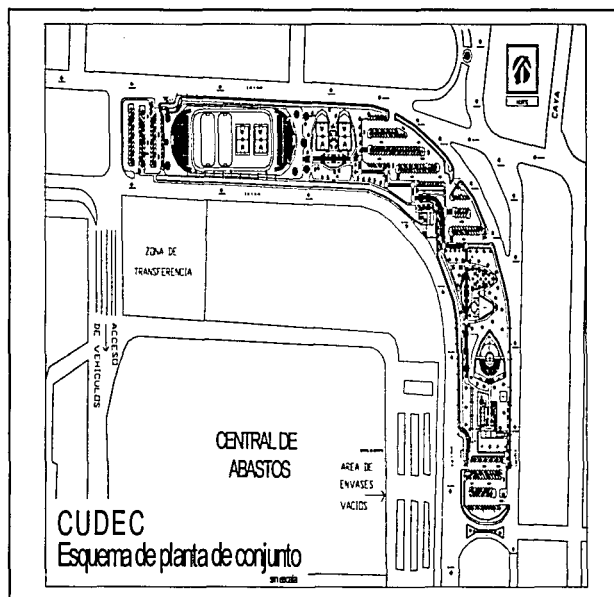 NORTE
CAVA
ZONA DE
TRANSFERENCIA
ACCESO
DE VEHICULOS
CENTRAL DE
ABASTOS
AREA DE
ENVASES
VACIOS
CUDEC
Esquema de planta de conjunto
sin escala